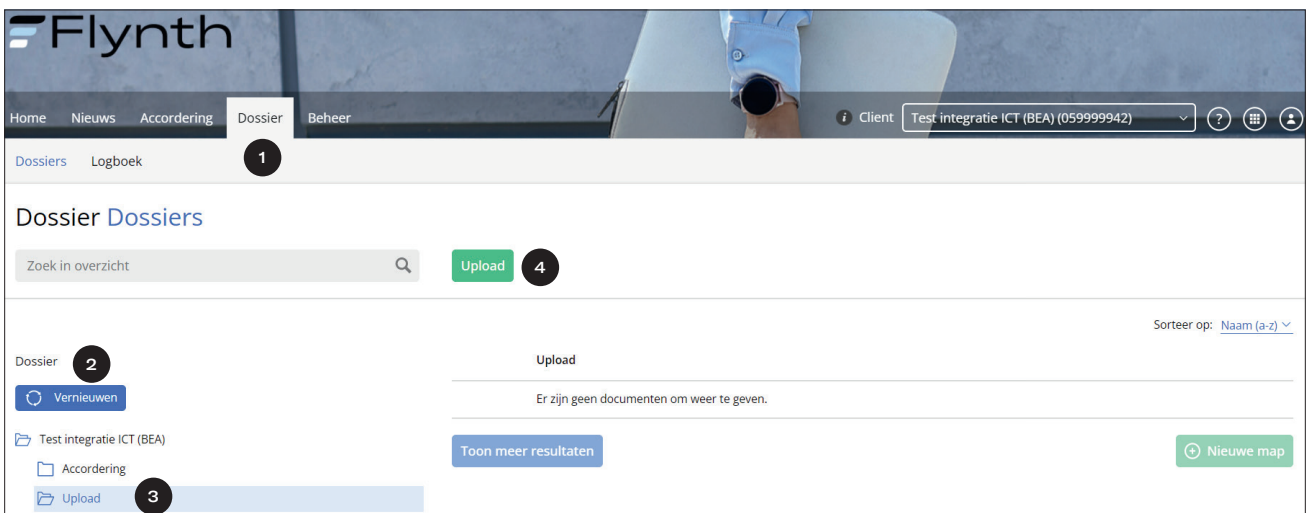 Flynth
Home Nieuws Accordering Dossier Beheer
i Client Test integratie ICT (BEA) (059999942) ?
1
Dossiers Logboek
Dossier Dossiers
Zoek in overzicht
Upload 4
Sorteer op: Naam (a-z)
Dossier 2
Upload
Vernieuwen
Er zijn geen documenten om weer te geven.
Test integratie ICT (BEA)
Toon meer resultaten
Nieuwe map
Accordering
Upload 3